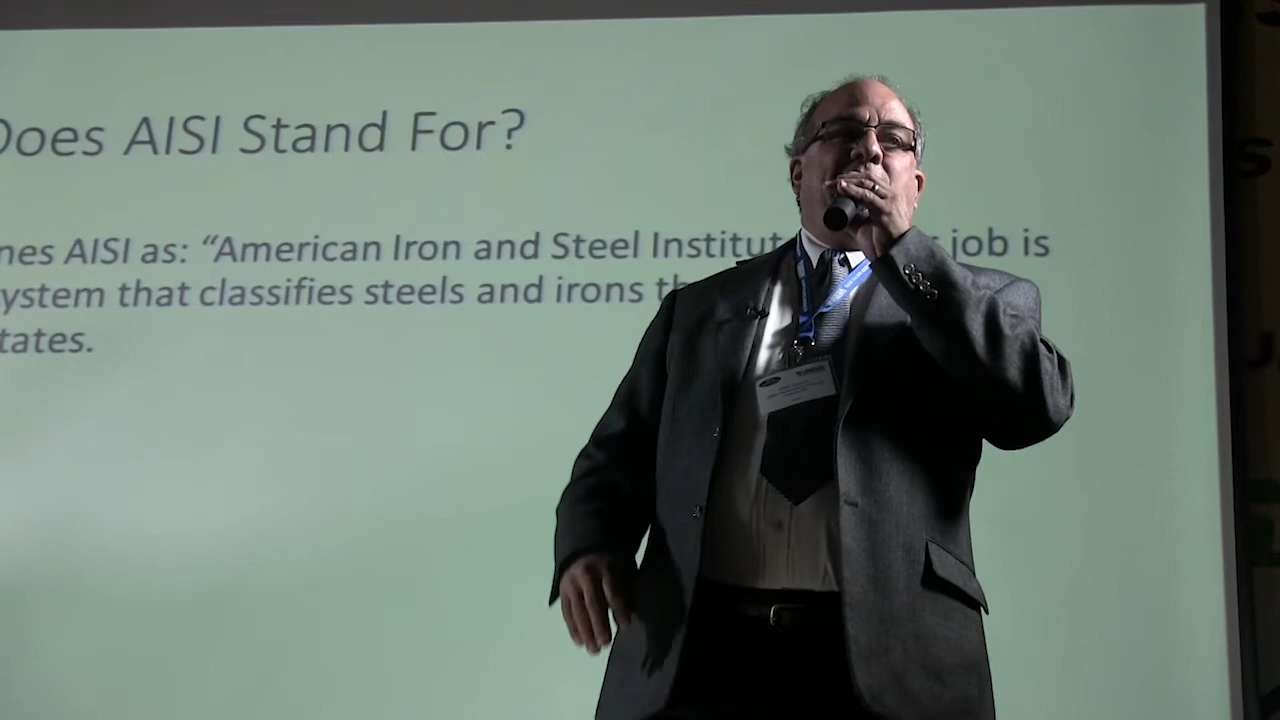 Does AISI Stand For?
nes AISI as: “American Iron and Steel Institut job is
ystem that classifies steels and irons th
tates.